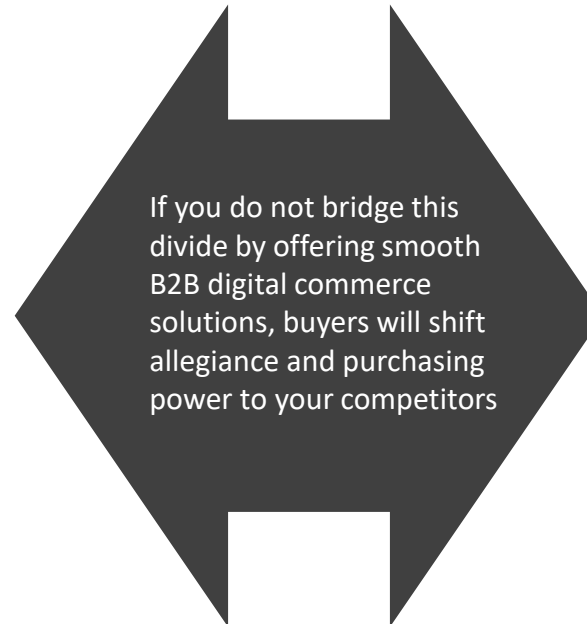 If you do not bridge this
divide by offering smooth
B2B digital commerce
solutions, buyers will shift
allegiance and purchasing
power to your competitors